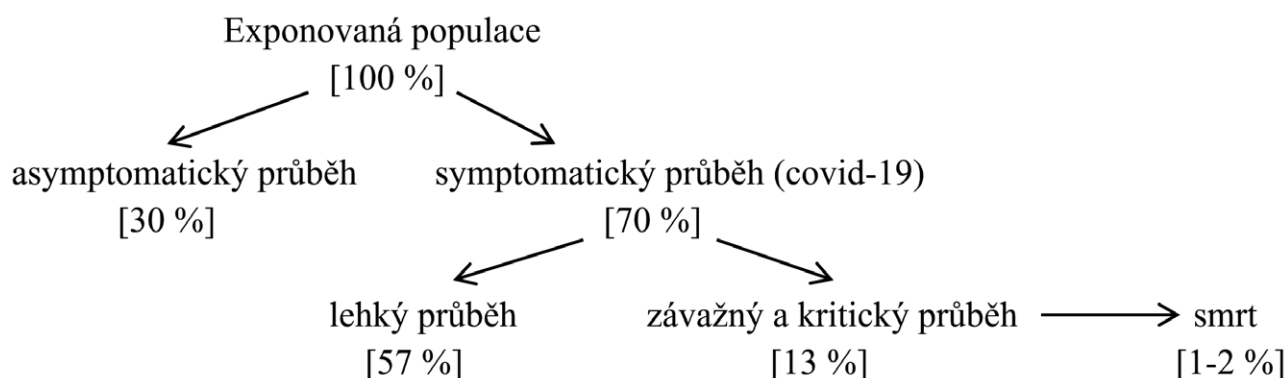 Exponovaná populace
[100 %]
asymptomatický průběh
[30 %]
symptomatický průběh (covid-19)
[70 %]
lehký průběh
[57 %]
závažný a kritický průběh
[13 %]
smrt
[1-2 %]